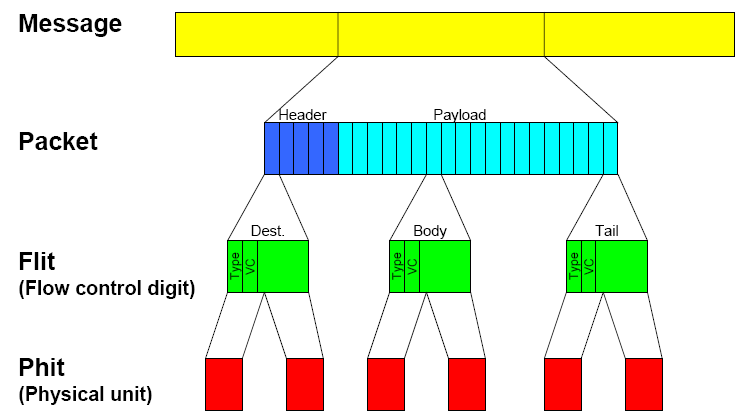 Message
Header
Payload
Packet
Dest.
Body
Tail
Flit
(Flow control digit)
Type
VC
Type
VC
Type
VC
Phit
(Physical unit)